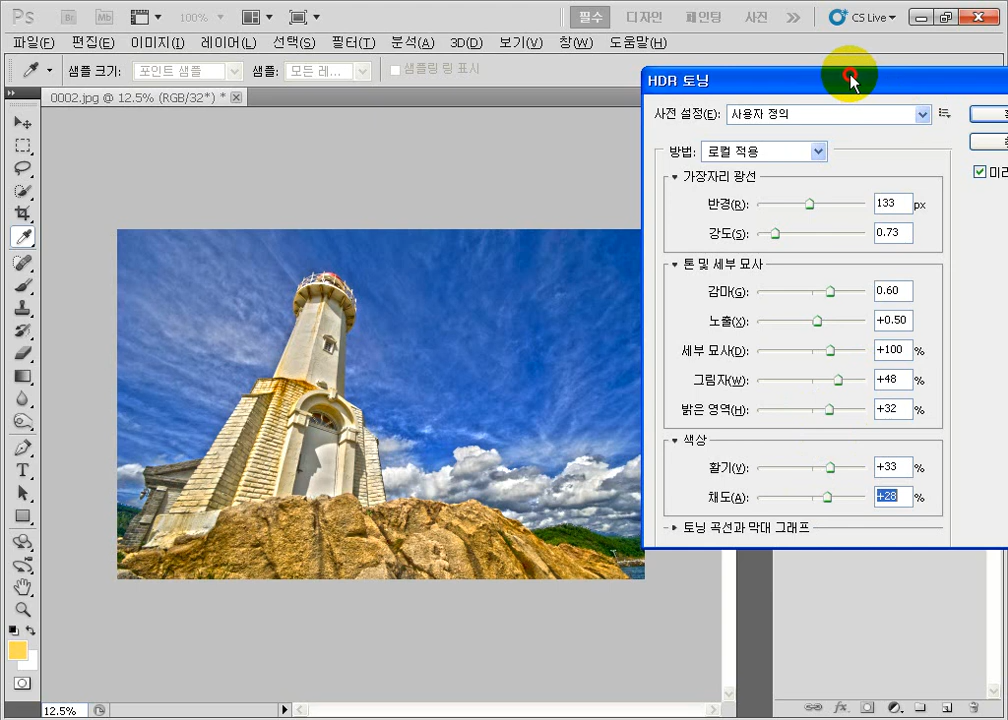 Ps Br Mb 100% 필수 디자인 페인팅 사진 CS Live
파일(F) 편집(E) 이미지(I) 레이어(L) 선택(S) 필터(T) 분석(A) 3D(D) 보기(V) 창(W) 도움말(H)
샘플 크기: 포인트 샘플 샘플: 모든 레... 샘플링 링 표시
0002.jpg @ 12.5% (RGB/32*) *
HDR 토닝
사전 설정(E): 사용자 정의
방법: 로컬 적용
미리
가장자리 광선
반경(R): 133 px
강도(S): 0.73
톤 및 세부 묘사
감마(G): 0.60
노출(X): +0.50
세부 묘사(D): +100 %
그림자(W): +48 %
밝은 영역(H): +32 %
색상
활기(V): +33 %
채도(A): +28 %
토닝 곡선과 막대 그래프
12.5%